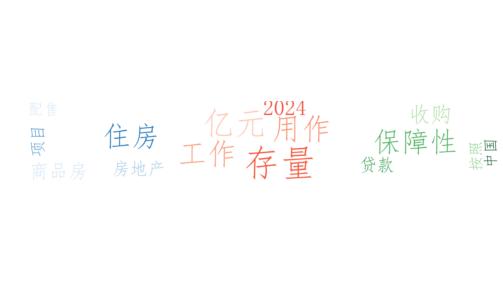 配售
项目
商品房
住房
房地产
亿元
2024
用作
工作
存量
收购
保障性
贷款
按照
中国